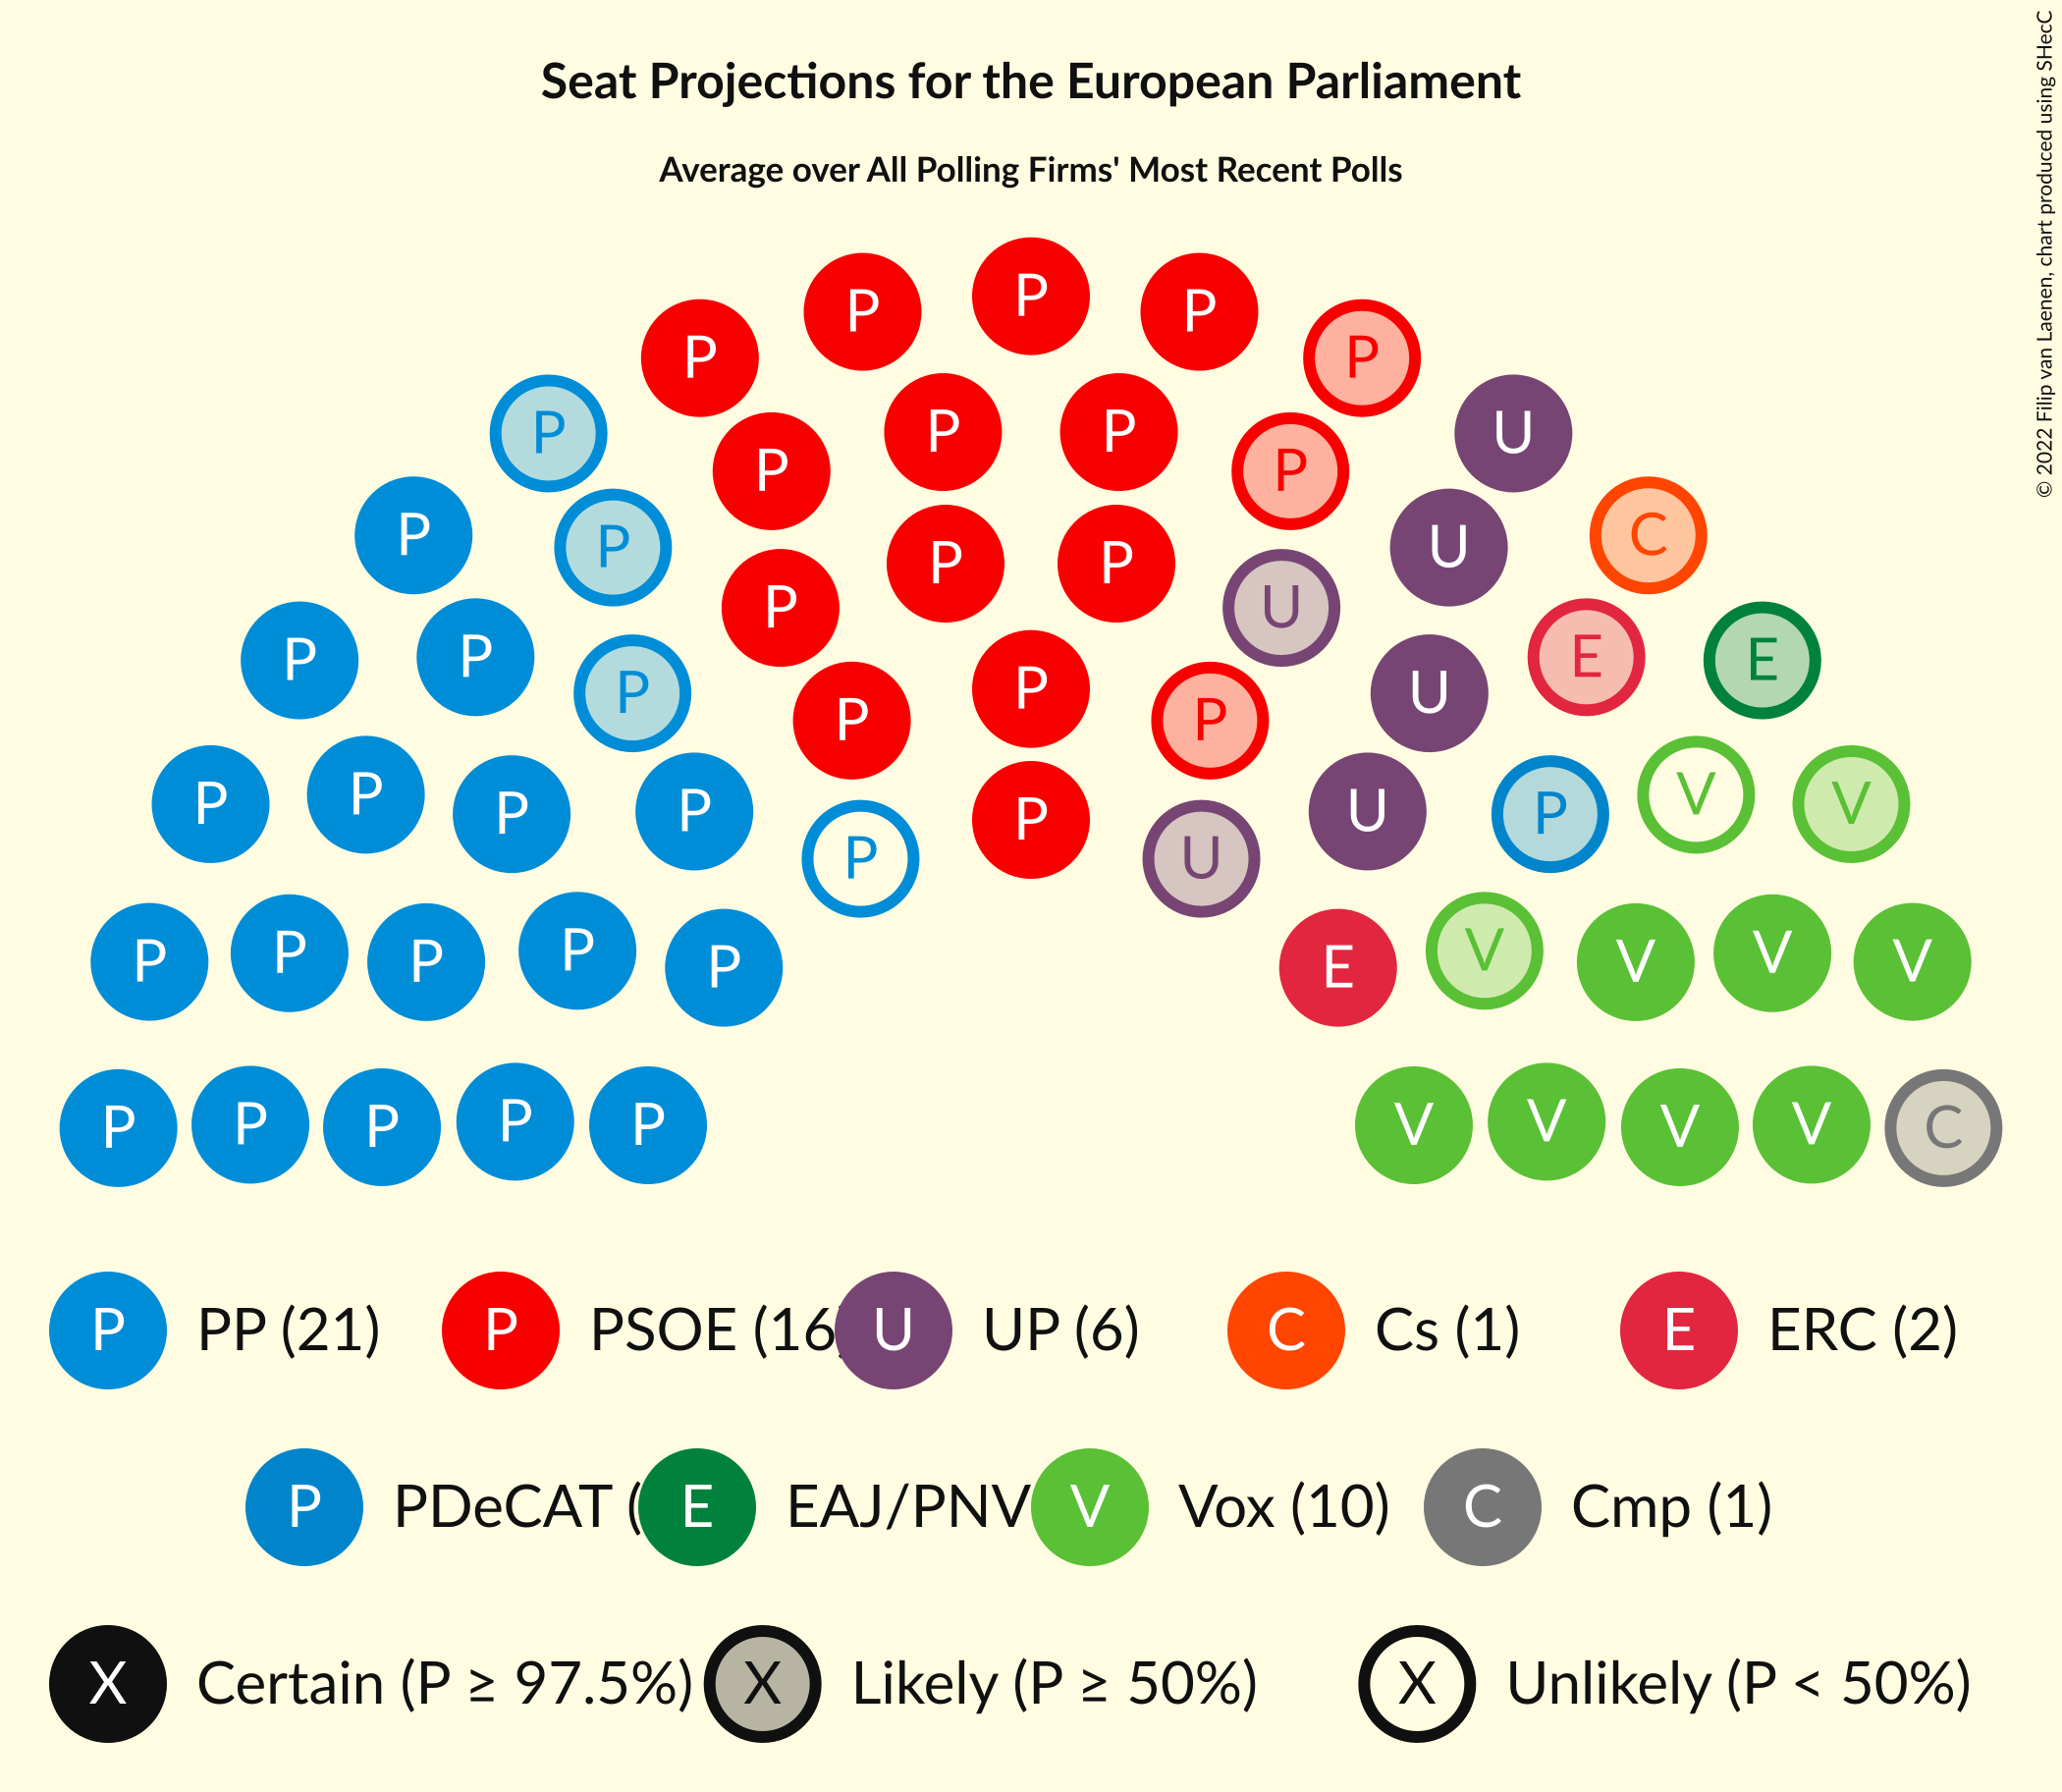 Seat Projections for the European Parliament
Average over All Polling Firms' Most Recent Polls
© 2022 Filip van Laenen, chart produced using SHecC
P P P
P P
P P U
P P P P
P U
P C
P P P
P P U
P P
E
P E
P P
U
P P
P
P P
P V
V
P U
P
P P U
P V
P V
P V
P V
P E
V
P P
P P
P V
V V
V C
P PP (21) P PSOE (16 U UP (6) C Cs (1) E ERC (2)
P PDeCAT ( E EAJ/PNV V Vox (10) C Cmp (1)
X Certain (P ≥ 97.5%) X Likely (P ≥ 50%) X Unlikely (P < 50%)